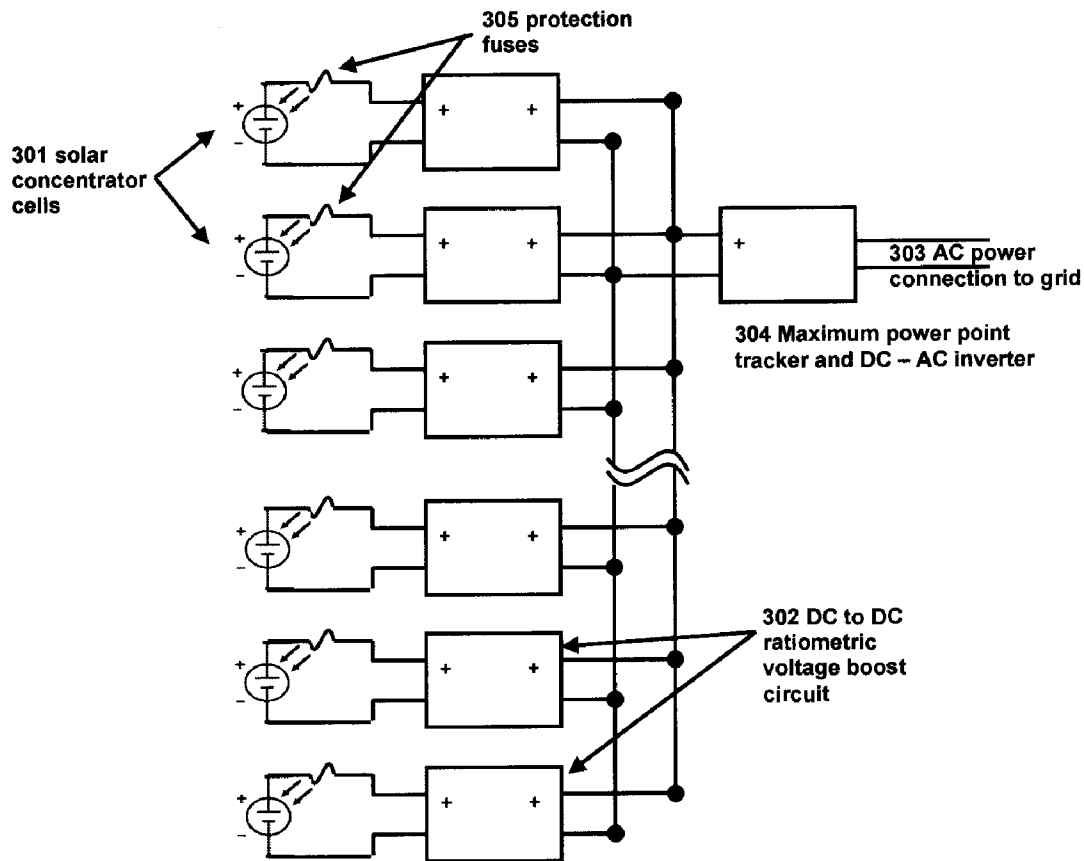 305 protection
fuses
301 solar
concentrator
cells
+
−
+ +
+
−
+ +
+
303 AC power
connection to grid
304 Maximum power point
tracker and DC – AC inverter
+
−
+ +
+
−
+ +
302 DC to DC
ratiometric
voltage boost
circuit
+
−
+ +
+
−
+ +